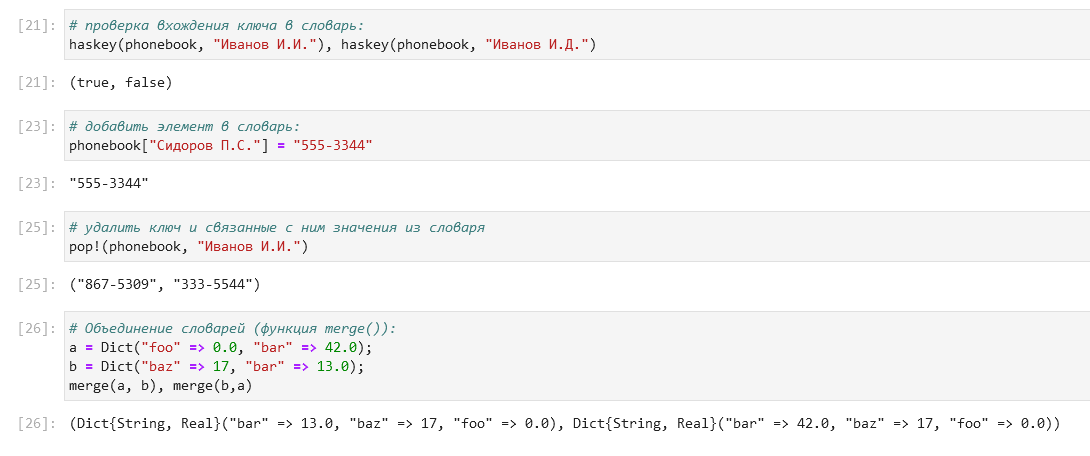 [21]: # проверка вхождения ключа в словарь:
haskey(phonebook, "Иванов И.И."), haskey(phonebook, "Иванов И.Д.")
[21]: (true, false)
[23]: # добавить элемент в словарь:
phonebook["Сидоров П.С."] = "555-3344"
[23]: "555-3344"
[25]: # удалить ключ и связанные с ним значения из словаря
pop!(phonebook, "Иванов И.И.")
[25]: ("867-5309", "333-5544")
[26]: # Объединение словарей (функция merge()):
a = Dict("foo" => 0.0, "bar" => 42.0);
b = Dict("baz" => 17, "bar" => 13.0);
merge(a, b), merge(b,a)
[26]: (Dict{String, Real}("bar" => 13.0, "baz" => 17, "foo" => 0.0), Dict{String, Real}("bar" => 42.0, "baz" => 17, "foo" => 0.0))